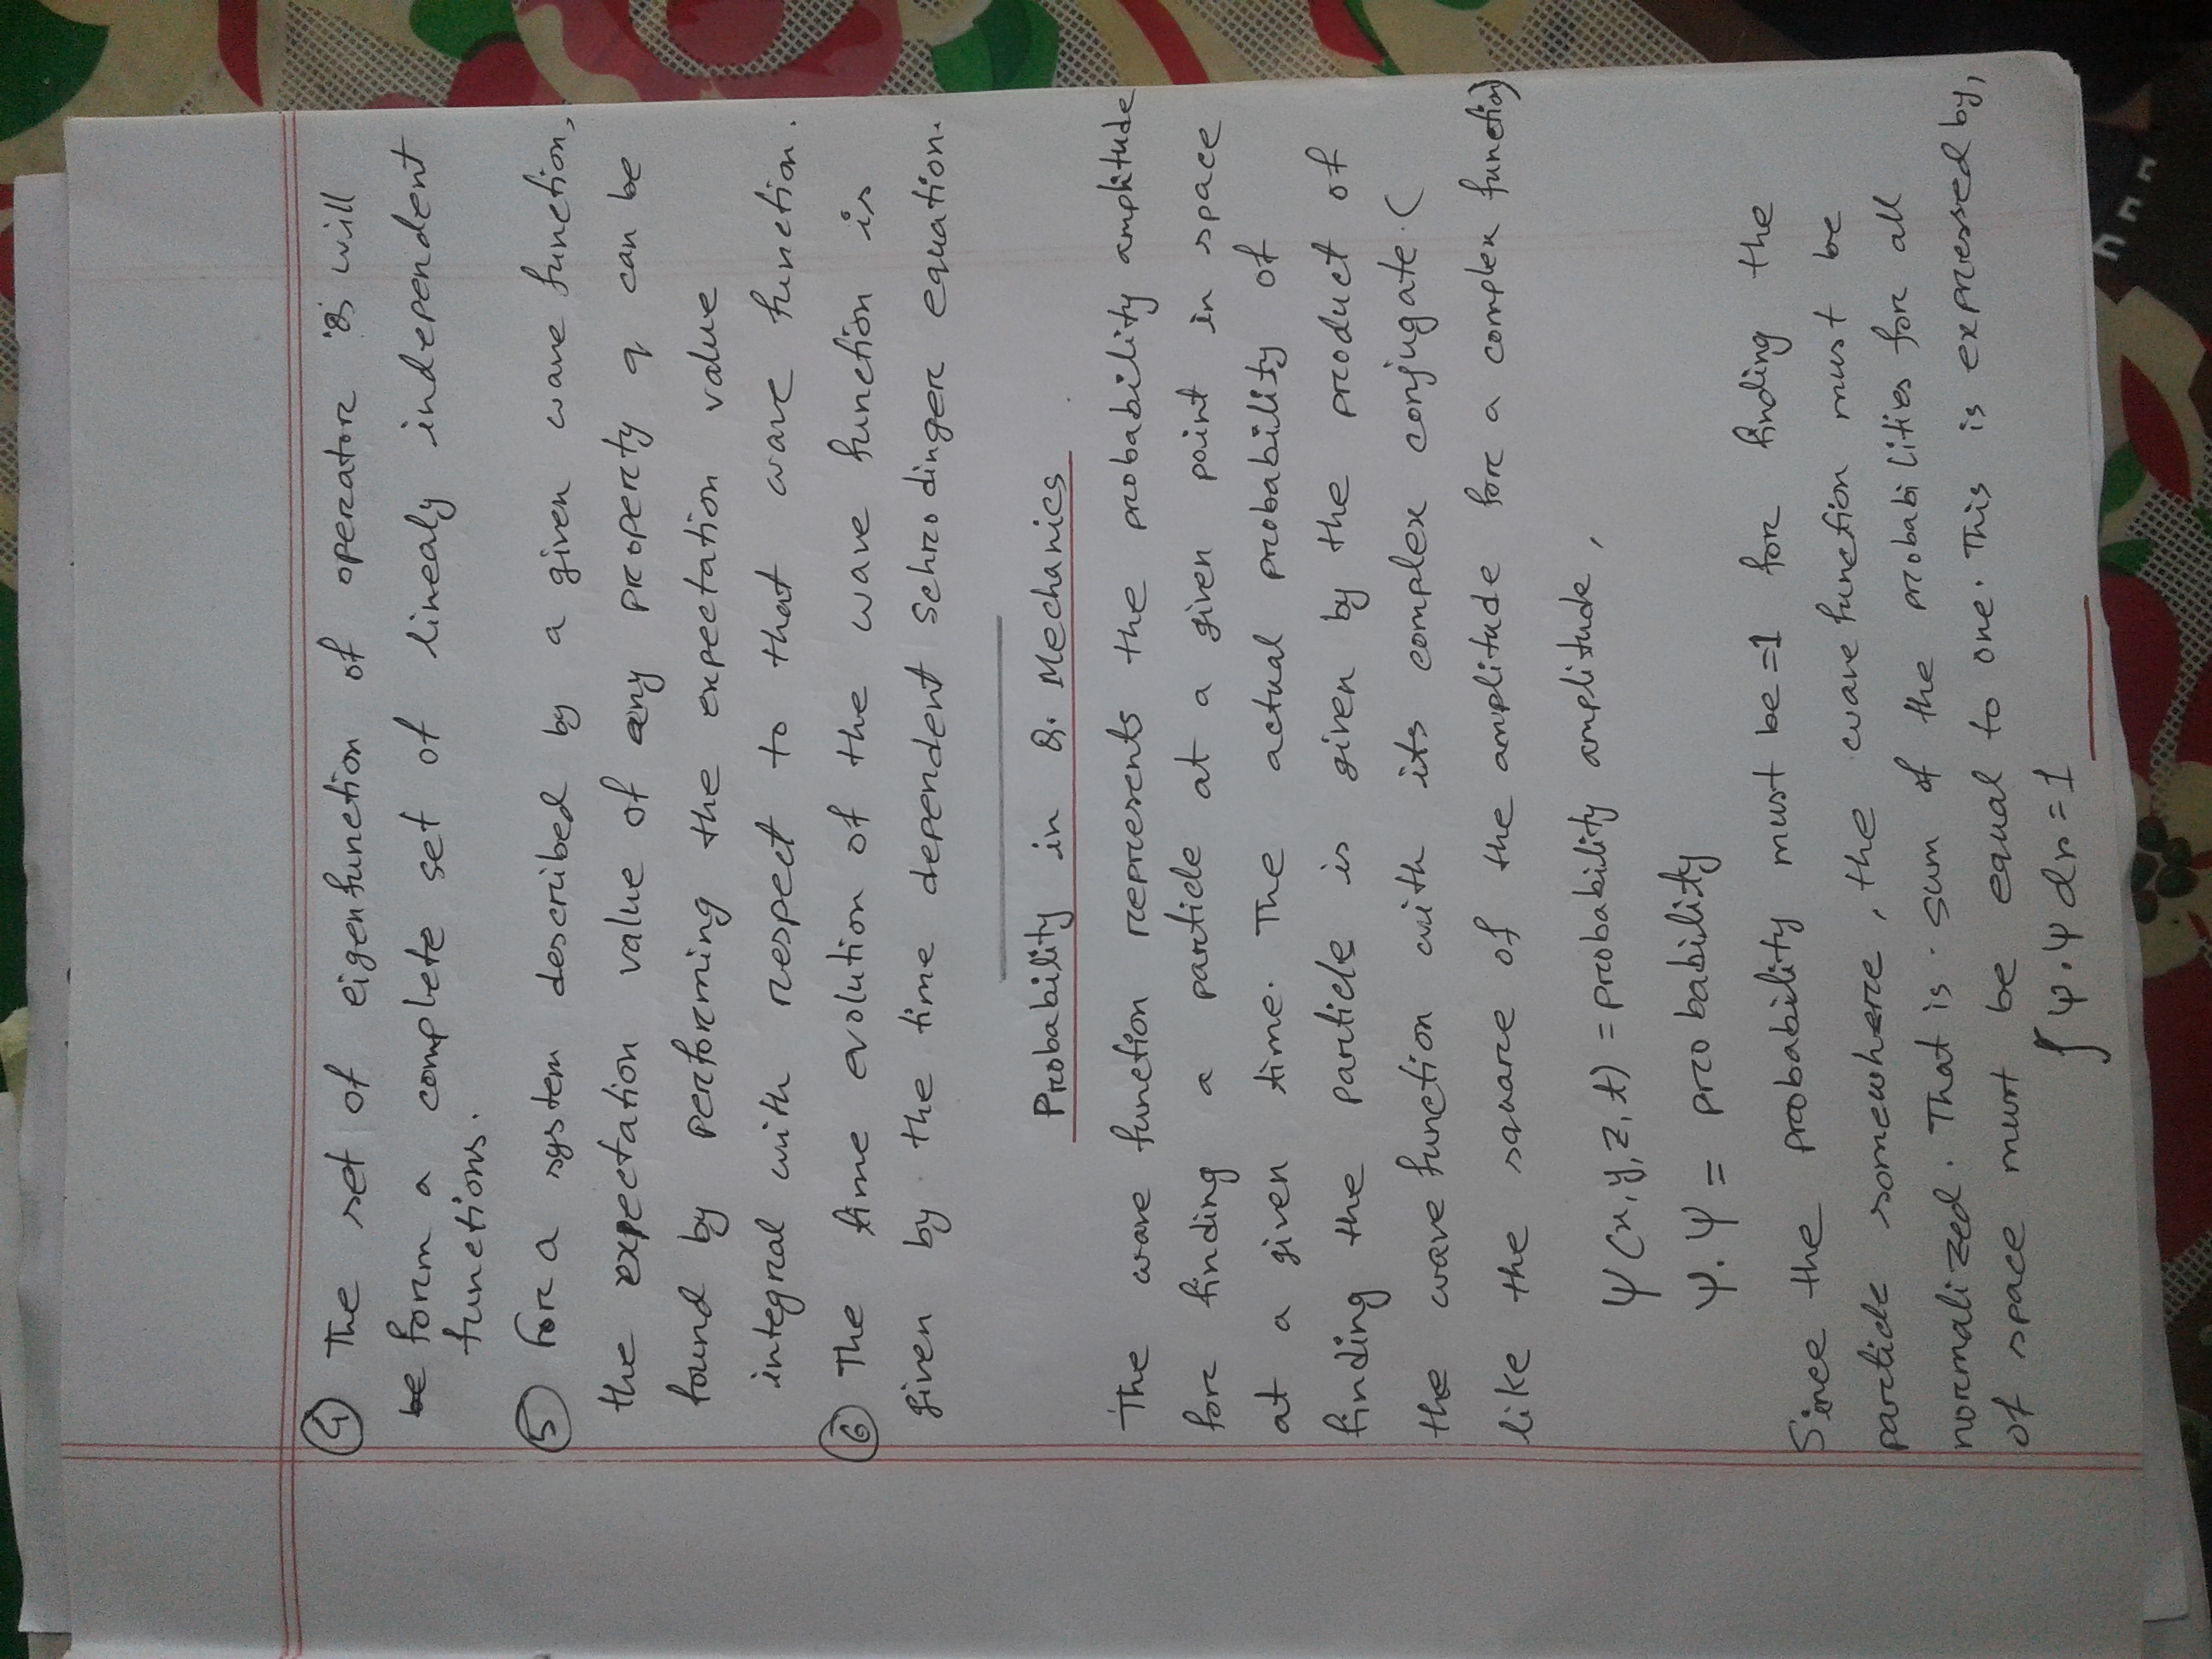 ④ The set of eigenfunction of operator 'Q' will
be form a complete set of linealy independent
functions.
⑤ For a system described by a given wave function,
the expectation value of any property q can be
found by performing the expectation value
integral with respect to that wave function.
⑥ The time evolution of the wave function is
given by the time dependent Schrodinger equation.
Probability in Q. Mechanics
The wave function represents the probability amplitude
for finding a particle at a given point in space
at a given time. The actual probability of
finding the particle is given by the product of
the wave function with its complex conjugate. (
like the square of the amplitude for a complex function)
Ψ (x, y, z, t) = probability amplitude,
Ψ. Ψ = probability
Since the probability must be =1 for finding the
particle somewhere, the wave function must be
normalized. That is. sum of the probabilities for all
of space must be equal to one. This is expressed by,
∫ Ψ. Ψ dr = 1